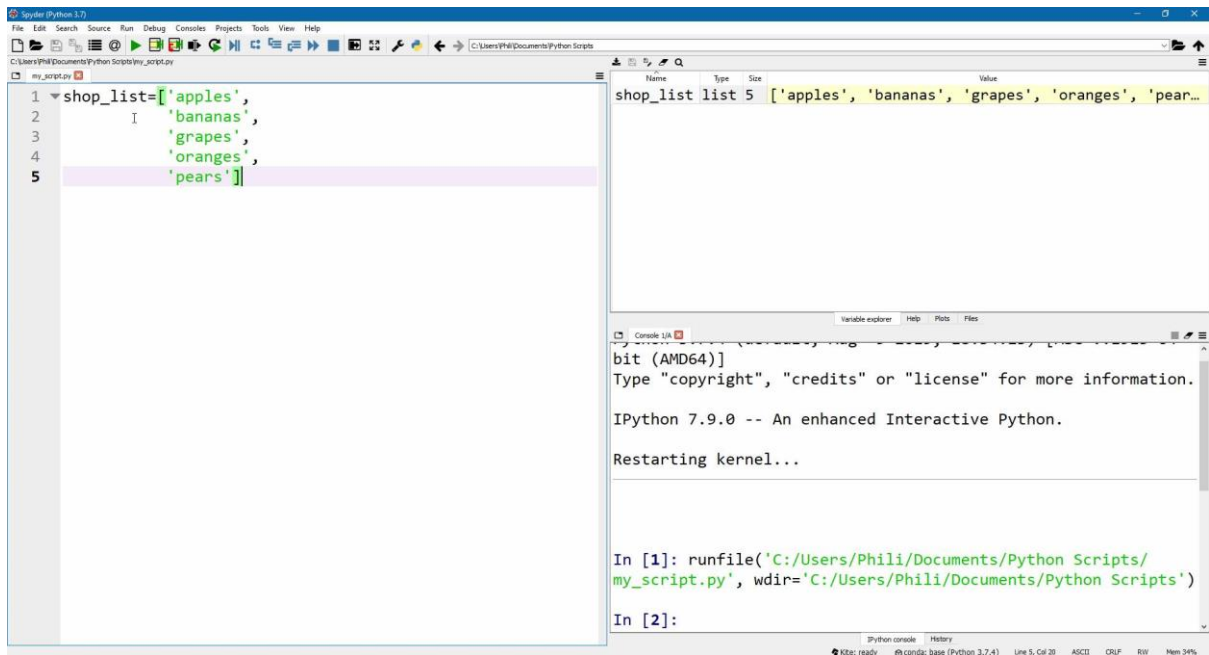 Spyder (Python 3.7)
File Edit Search Source Run Debug Consoles Projects Tools View Help
C:\Users\Phili\Documents\Python Scripts
C:\Users\Phili\Documents\Python Scripts\my_script.py
my_script.py
1 shop_list=['apples',
2 'bananas',
3 'grapes',
4 'oranges',
5 'pears']
Name Type Size Value
shop_list list 5 ['apples', 'bananas', 'grapes', 'oranges', 'pear…
Variable explorer Help Plots Files
Console 1/A
bit (AMD64)]
Type "copyright", "credits" or "license" for more information.
IPython 7.9.0 -- An enhanced Interactive Python.
Restarting kernel...
In [1]: runfile('C:/Users/Phili/Documents/Python Scripts/
my_script.py', wdir='C:/Users/Phili/Documents/Python Scripts')
In [2]:
IPython console History
Kite: ready conda: base (Python 3.7.4) Line 5, Col 20 ASCII CRLF RW Mem 34%